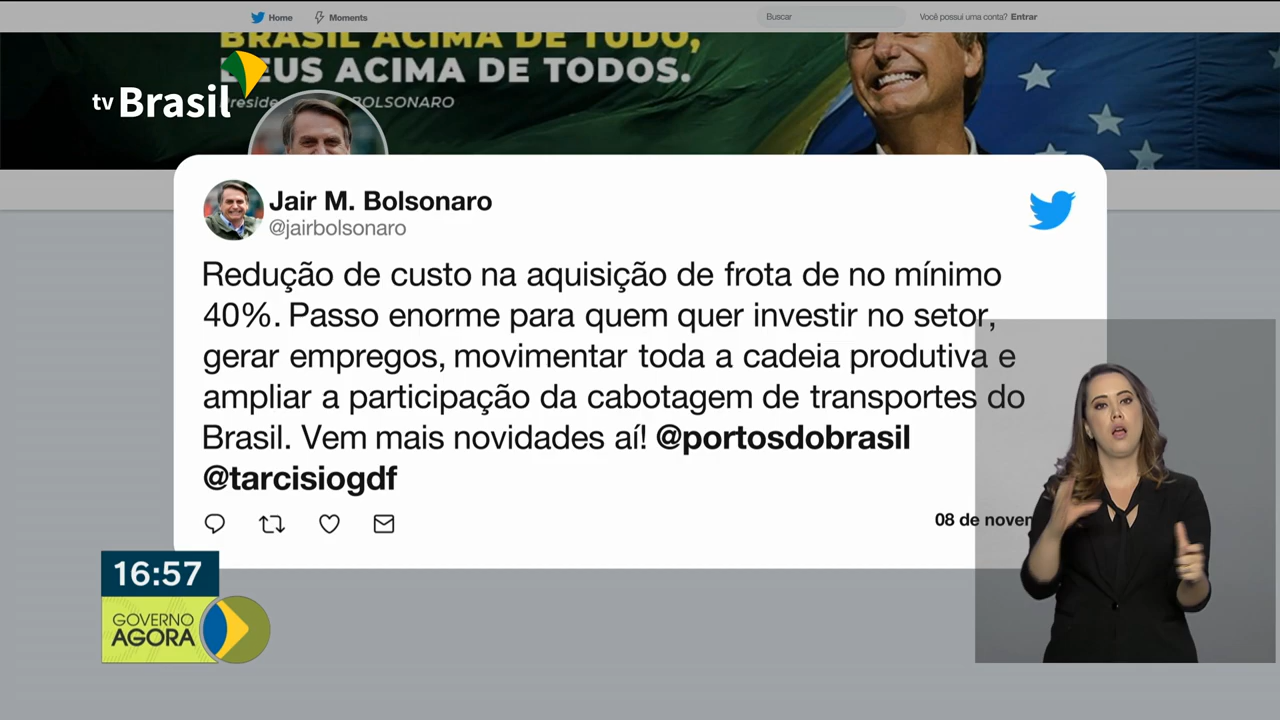 Home
Moments
Buscar
Você possui uma conta? Entrar
BRASIL ACIMA DE TUDO,
DEUS ACIMA DE TODOS.
BOLSONARO
tv Brasil
Jair M. Bolsonaro
@jairbolsonaro
Redução de custo na aquisição de frota de no mínimo
40%. Passo enorme para quem quer investir no setor,
gerar empregos, movimentar toda a cadeia produtiva e
ampliar a participação da cabotagem de transportes do
Brasil. Vem mais novidades aí! @portosdobrasil
@tarcisiogdf
08 de novem
16:57
GOVERNO
AGORA